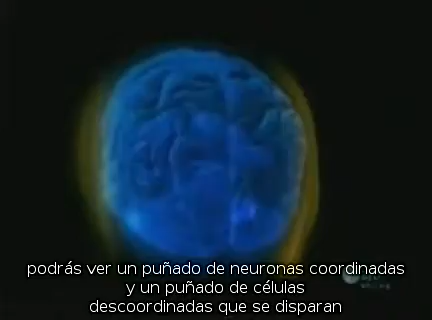 podrás ver un puñado de neuronas coordinadas
y un puñado de células
descoordinadas que se disparan